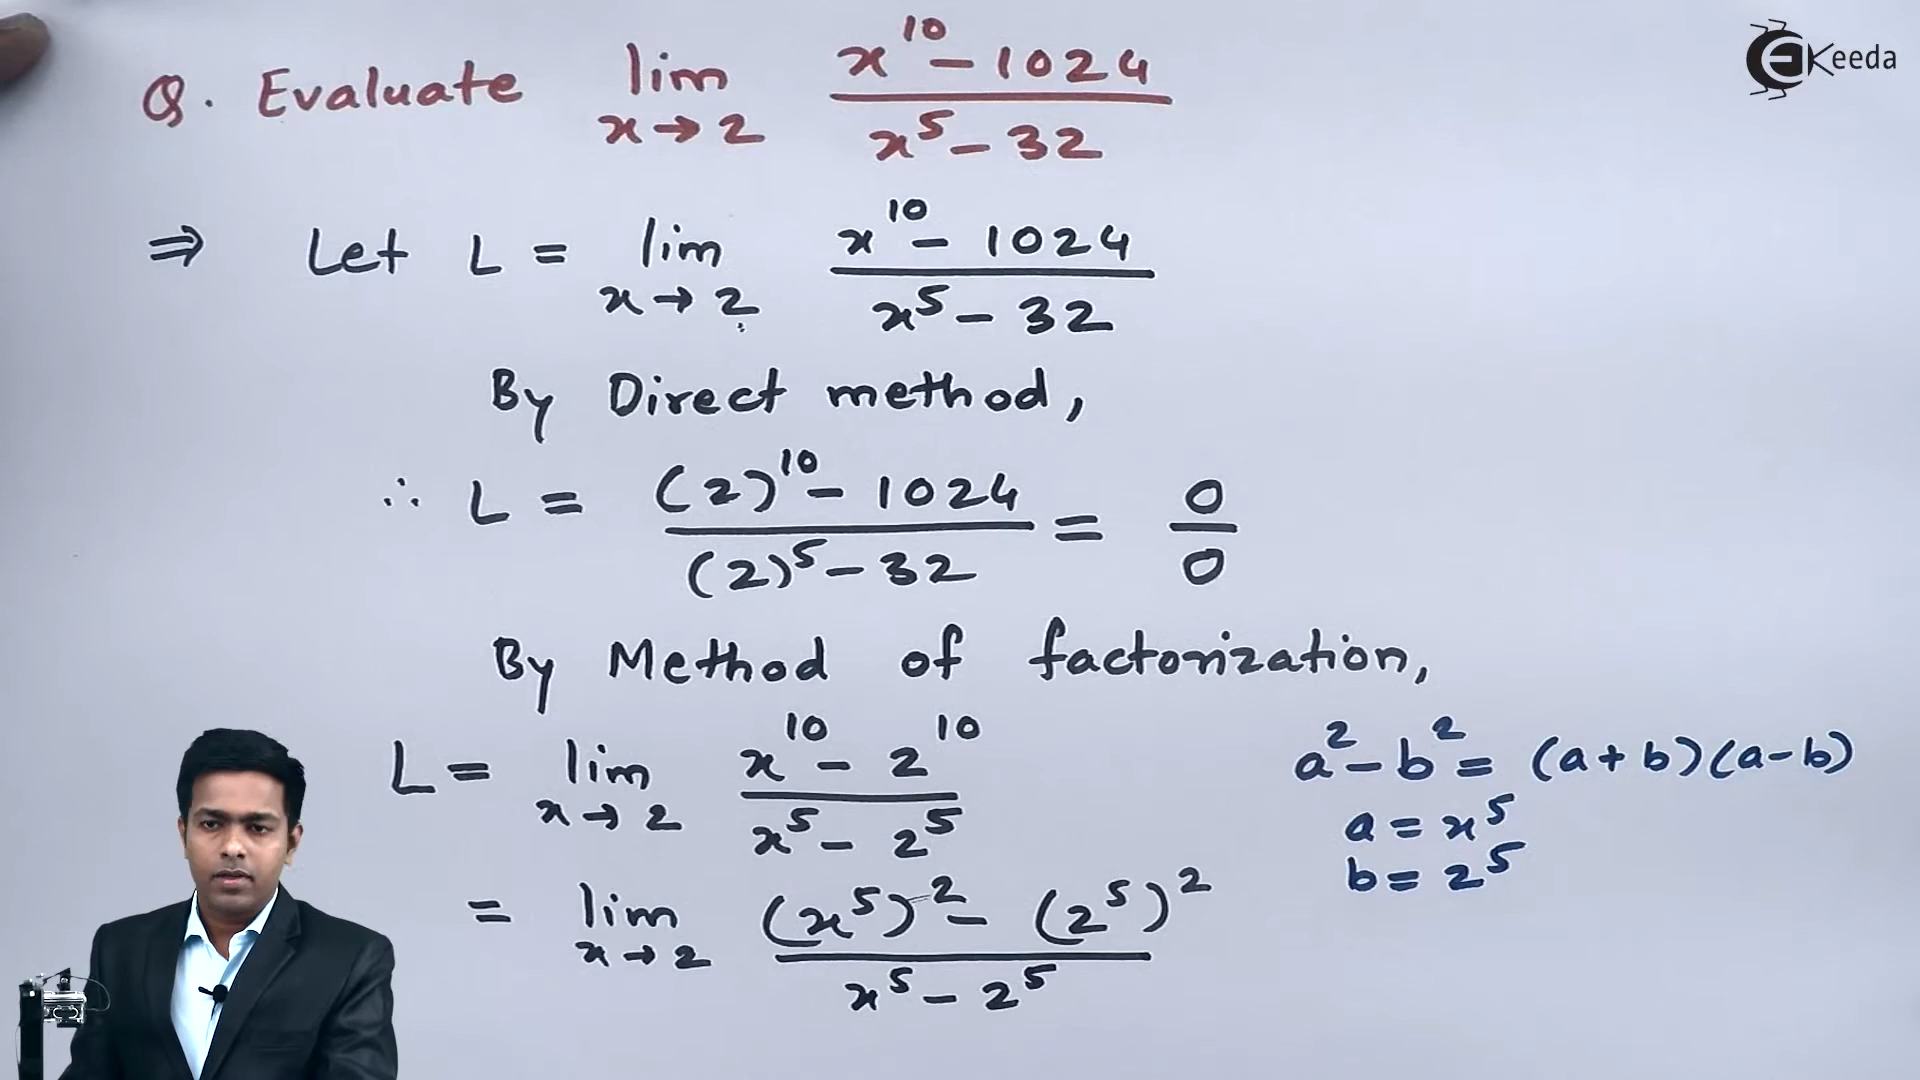 EKeeda
Q. Evaluate lim x→2 (x^10 - 1024)/(x^5 - 32)
⇒ Let L = lim x→2 (x^10 - 1024)/(x^5 - 32)
By Direct method,
∴ L = ((2)^10 - 1024)/((2)^5 - 32) = 0/0
By Method of factorization,
L = lim x→2 (x^10 - 2^10)/(x^5 - 2^5)
= lim x→2 ((x^5)^2 - (2^5)^2)/(x^5 - 2^5)
a^2 - b^2 = (a+b)(a-b)
a = x^5
b = 2^5